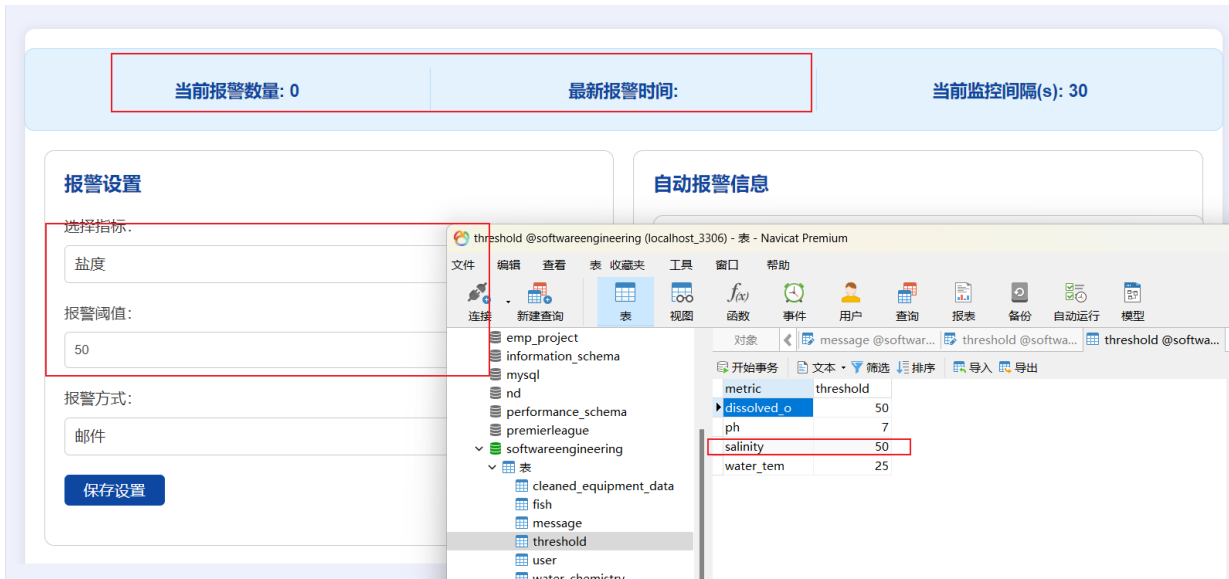 当前报警数量: 0
最新报警时间:
当前监控间隔(s): 30
报警设置
选择指标:
盐度
报警阈值:
50
报警方式:
邮件
保存设置
自动报警信息
threshold @softwareengineering (localhost_3306) - 表 - Navicat Premium
文件 编辑 查看 表 收藏夹 工具 窗口 帮助
连接 新建查询 表 视图 函数 事件 用户 查询 报表 备份 自动运行 模型
emp_project
information_schema
mysql
nd
performance_schema
premierleague
softwareengineering
表
cleaned_equipment_data
fish
message
threshold
user
water_chemistry
对象 message @softwar... threshold @softwa... threshold @softwa...
开始事务 文本 筛选 排序 导入 导出
metric threshold
dissolved_o 50
ph 7
salinity 50
water_tem 25